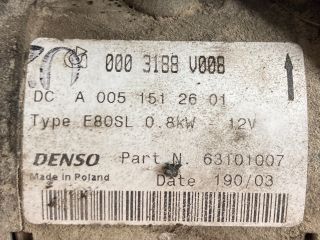 000 3188 V008
DC A 005 151 26 01
Type E80SL 0.8kW 12V
DENSO Part N. 63101007
Made in Poland Date 190/03